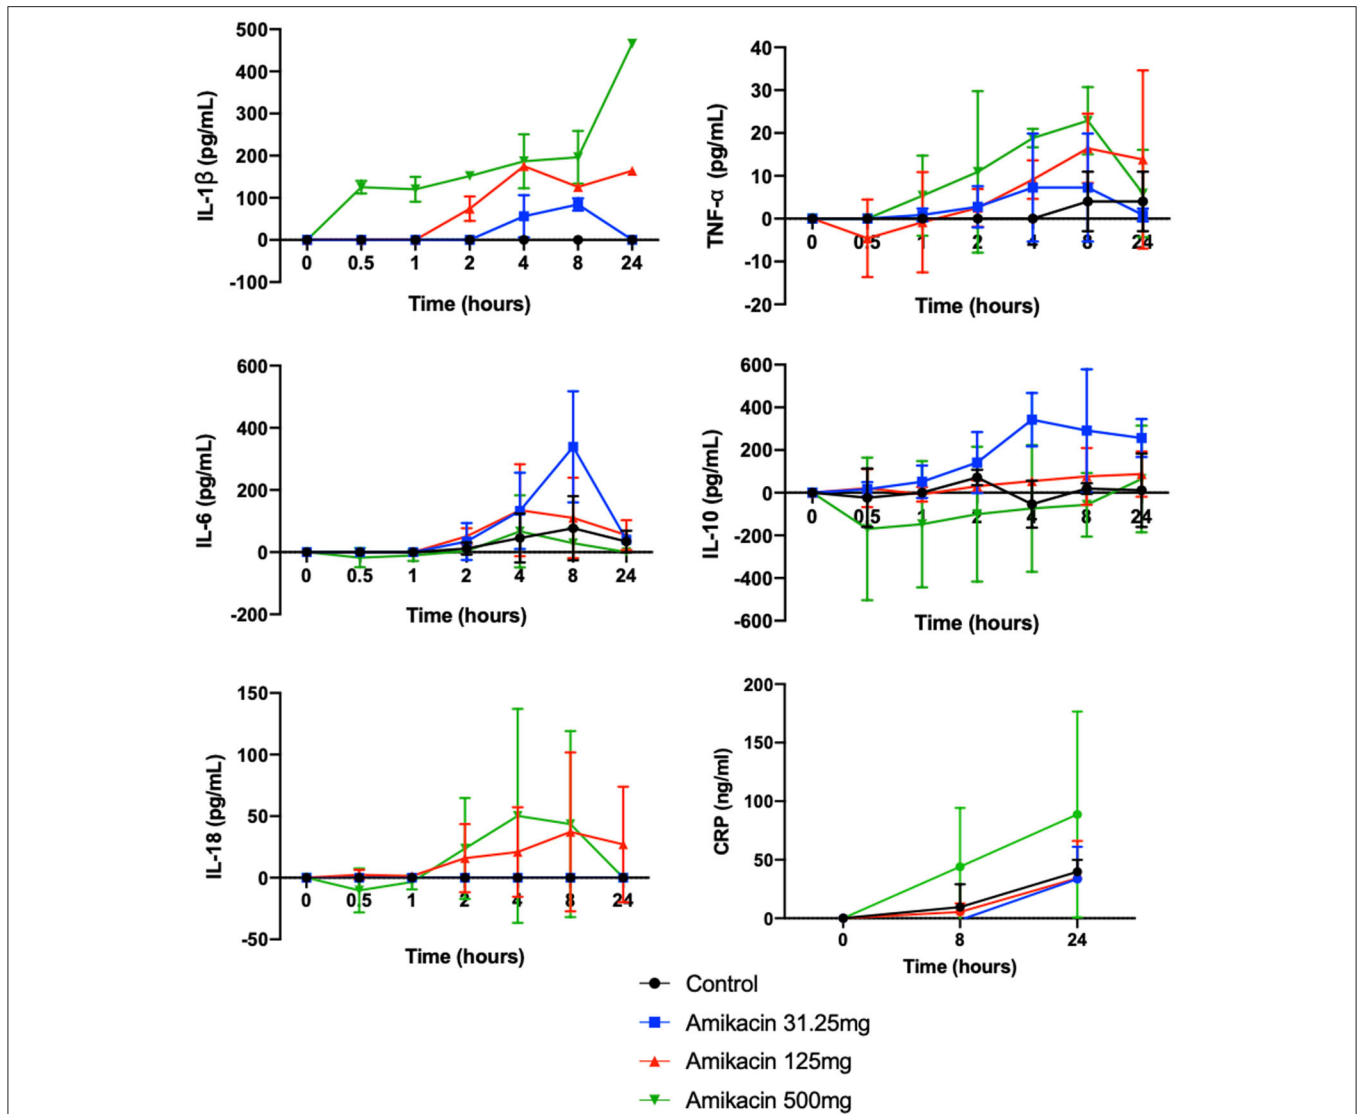 500
400
300
200
100
0
-100
IL-1β (pg/mL)
0 0.5 1 2 4 8 24
Time (hours)
40
30
20
10
0
-10
-20
TNF-α (pg/mL)
0 0.5 1 2 4 8 24
Time (hours)
600
400
200
0
-200
IL-6 (pg/mL)
0 0.5 1 2 4 8 24
Time (hours)
600
400
200
0
-200
-400
-600
IL-10 (pg/mL)
0 0.5 1 2 4 8 24
Time (hours)
150
100
50
0
-50
IL-18 (pg/mL)
0 0.5 1 2 4 8 24
Time (hours)
200
150
100
50
0
CRP (ng/ml)
0 8 24
Time (hours)
Control
Amikacin 31.25mg
Amikacin 125mg
Amikacin 500mg